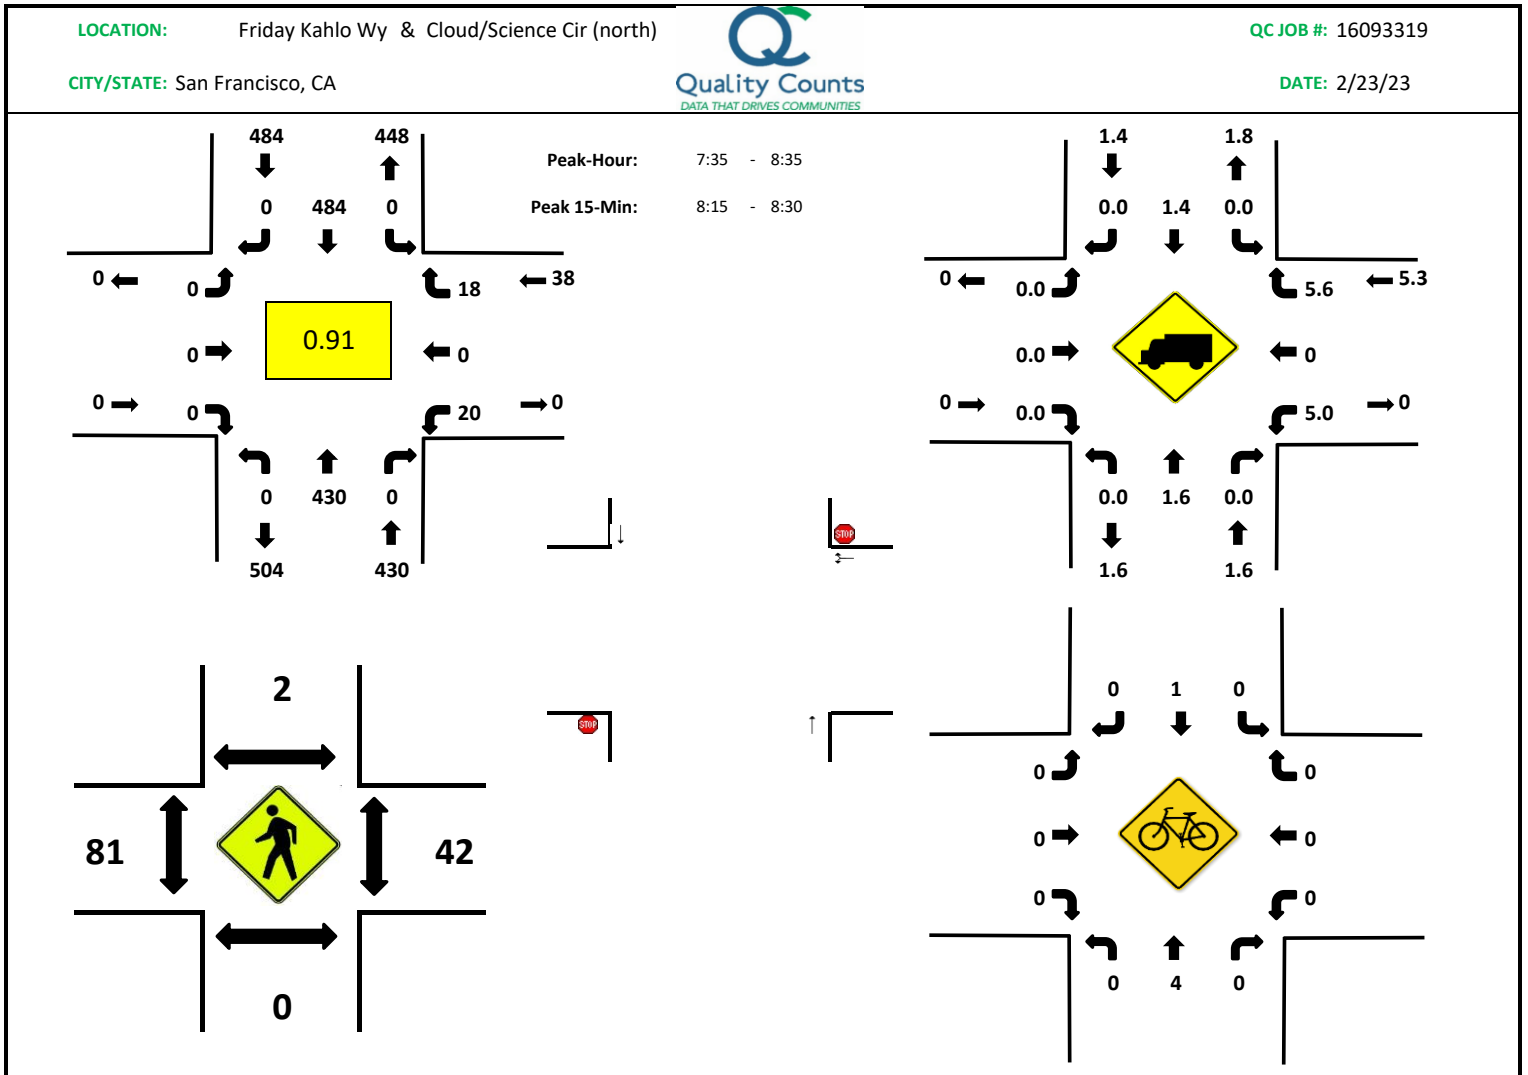 LOCATION: Friday Kahlo Wy & Cloud/Science Cir (north)
QC JOB #: 16093319
CITY/STATE: San Francisco, CA
DATE: 2/23/23
QC
Quality Counts
DATA THAT DRIVES COMMUNITIES
Peak-Hour: 7:35 - 8:35
Peak 15-Min: 8:15 - 8:30
484 448
0 484 0
0 0 18 38
0.91
0 0
0 0 20 0
0 430 0
504 430
1.4 1.8
0.0 1.4 0.0
0 0.0 5.6 5.3
0.0 0
0 0.0 5.0 0
0.0 1.6 0.0
1.6 1.6
STOP
STOP
2
81 42
0
0 1 0
0 0
0 0
0 0
0 4 0